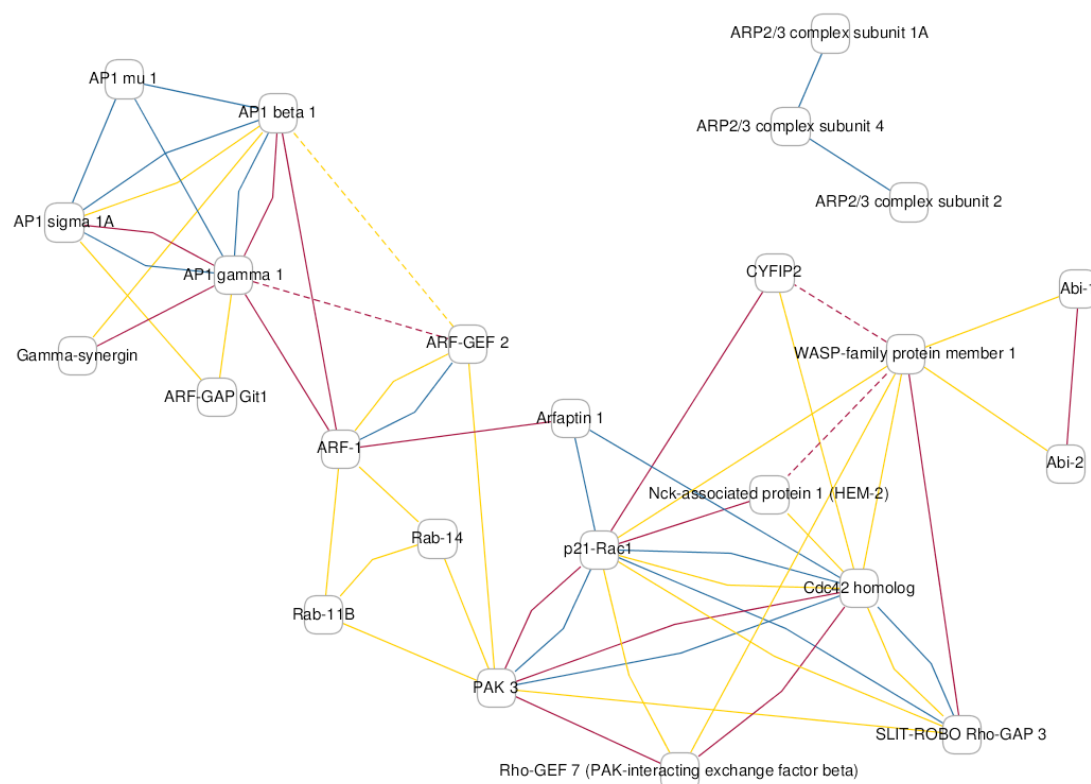 ARP2/3 complex subunit 1A
AP1 mu 1
AP1 beta 1
ARP2/3 complex subunit 4
ARP2/3 complex subunit 2
AP1 sigma 1A
AP1 gamma 1
CYFIP2
Abi-1
Gamma-synergin
ARF-GEF 2
WASP-family protein member 1
ARF-GAP Git1
Arfaptin 1
ARF-1
Abi-2
Nck-associated protein 1 (HEM-2)
Rab-14
p21-Rac1
Cdc42 homolog
Rab-11B
PAK 3
SLIT-ROBO Rho-GAP 3
Rho-GEF 7 (PAK-interacting exchange factor beta)